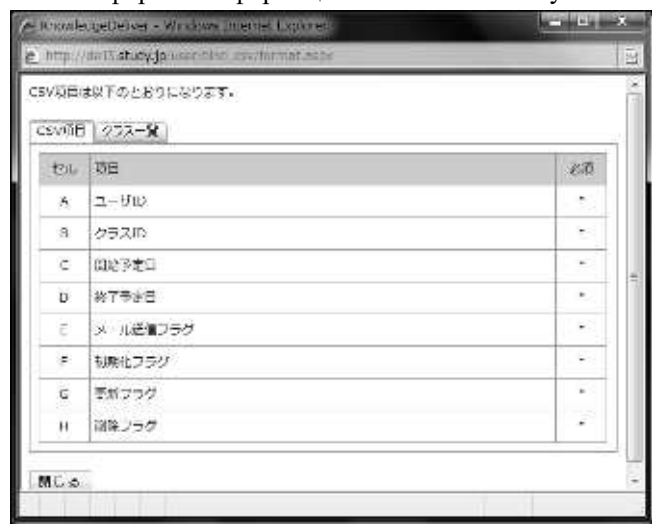 KnowledgeDeliver - Windows Internet Explorer
CSV項目は以下のとおりになります。
CSV項目 クラス一覧
セル 項目 必須
A ユーザID *
B クラスID *
C 開始予定日 *
D 終了予定日 *
E メール送信フラグ *
F 初期化フラグ *
G 更新フラグ *
H 削除フラグ *
閉じる